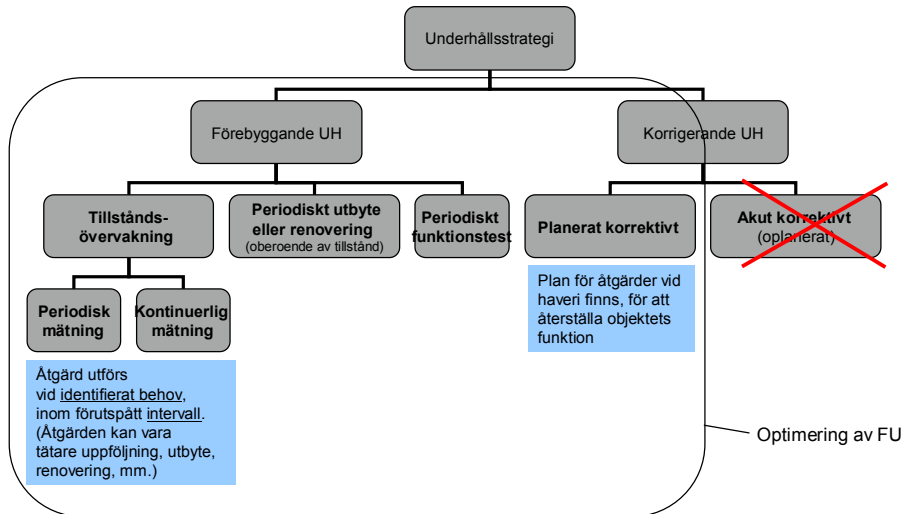 Underhållsstrategi
Förebyggande UH
Korrigerande UH
Tillstånds-
övervakning
Periodiskt utbyte
eller renovering
(oberoende av tillstånd)
Periodiskt
funktionstest
Planerat korrektivt
Akut korrektivt
(oplanerat)
Periodisk
mätning
Kontinuerlig
mätning
Plan för åtgärder vid
haveri finns, för att
återställa objektets
funktion
Åtgärd utförs
vid identifierat behov,
inom förutspått intervall.
(Åtgärden kan vara
tätare uppföljning, utbyte,
renovering, mm.)
Optimering av FU